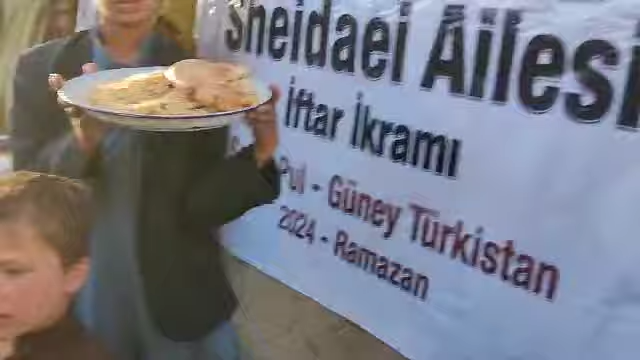 Sheidaei Ailesi
İftar İkramı
Pul - Güney Türkistan
2024 - Ramazan